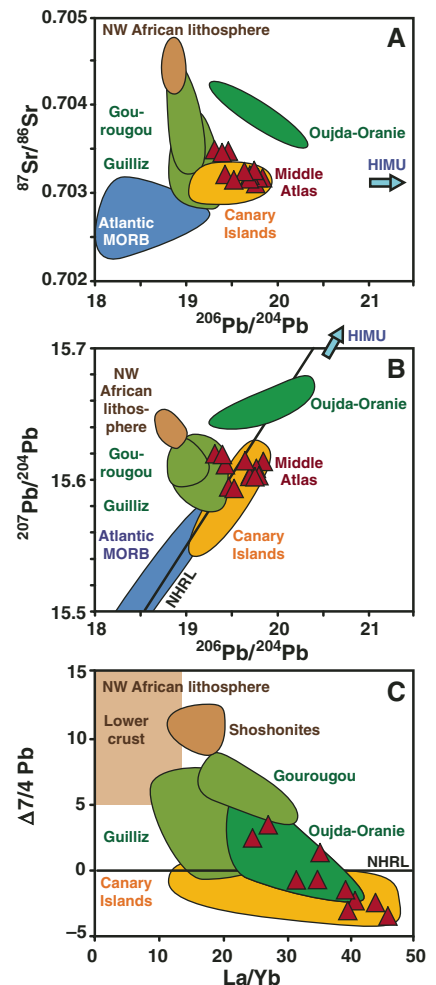 0.705
NW African lithosphere
A
0.704
Gou-
rougou
Oujda-Oranie
87Sr/86Sr
Guilliz
HIMU
Middle
Atlas
0.703
Atlantic
MORB
Canary
Islands
0.702
18 19 20 21
206Pb/204Pb
HIMU
15.7
NW
African
lithos-
phere
B
Oujda-Oranie
Gou-
rougou
15.6
Middle
Atlas
207Pb/204Pb
Guilliz
Atlantic
MORB
Canary
Islands
NHRL
15.5
18 19 20 21
206Pb/204Pb
15
NW African lithosphere
C
Lower
crust
Shoshonites
10
Gourougou
Δ7/4 Pb
5
Guilliz
Oujda-Oranie
NHRL
0
Canary
Islands
−5
0 10 20 30 40 50
La/Yb